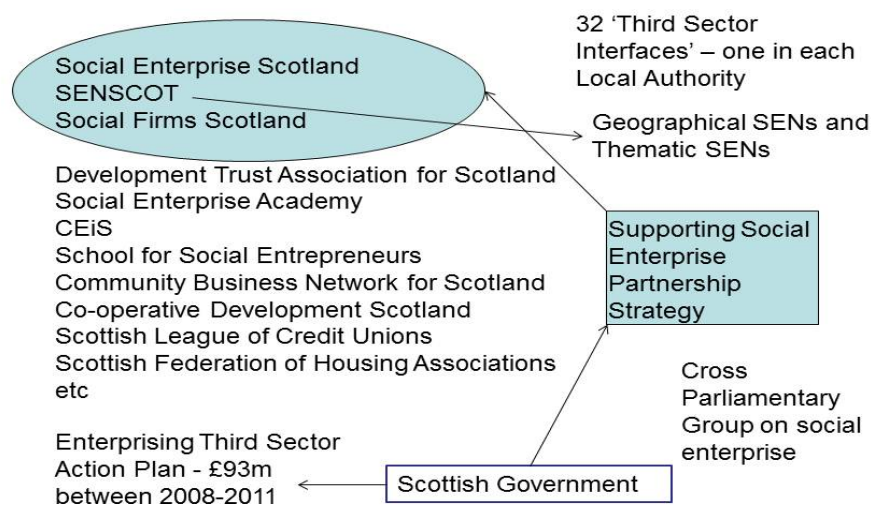 32 ‘Third Sector
Interfaces’ – one in each
Local Authority
Social Enterprise Scotland
SENSCOT
Social Firms Scotland
Geographical SENs and
Thematic SENs
Development Trust Association for Scotland
Social Enterprise Academy
CEiS
School for Social Entrepreneurs
Community Business Network for Scotland
Co-operative Development Scotland
Scottish League of Credit Unions
Scottish Federation of Housing Associations
etc
Supporting Social
Enterprise
Partnership
Strategy
Cross
Parliamentary
Group on social
enterprise
Enterprising Third Sector
Action Plan - £93m
between 2008-2011
Scottish Government